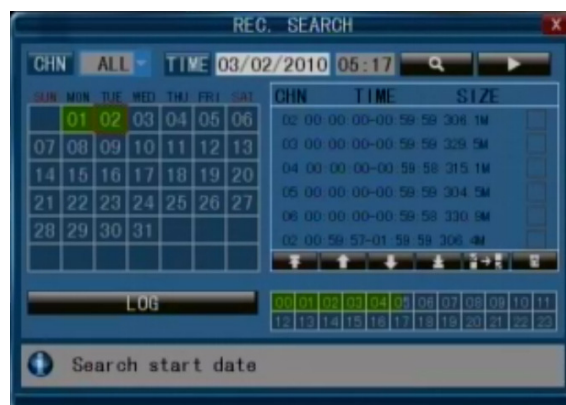 REC. SEARCH X
CHN ALL TIME 03/02/2010 05:17
SUN MON TUE WED THU FRI SAT
01 02 03 04 05 06
07 08 09 10 11 12 13
14 15 16 17 18 19 20
21 22 23 24 25 26 27
28 29 30 31
CHN TIME SIZE
02 00:00:00-00:59:59 306.1M
03 00:00:00-00:59:59 329.5M
04 00:00:00-00:59:58 315.1M
05 00:00:00-00:59:59 304.5M
06 00:00:00-00:59:58 330.9M
02 00:59:57-01:59:59 306.4M
LOG
00 01 02 03 04 05 06 07 08 09 10 11
12 13 14 15 16 17 18 19 20 21 22 23
Search start date